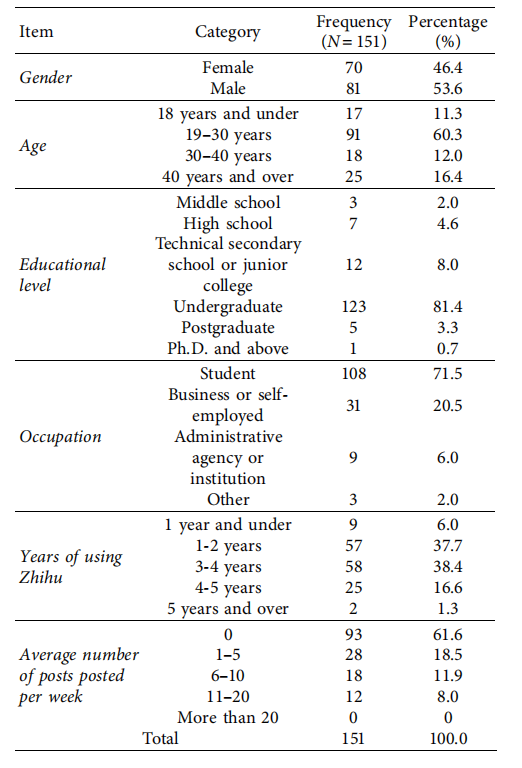 Item Category Frequency (N = 151) Percentage (%)
Gender
Female 70 46.4
Male 81 53.6
Age
18 years and under 17 11.3
19–30 years 91 60.3
30–40 years 18 12.0
40 years and over 25 16.4
Educational level
Middle school 3 2.0
High school 7 4.6
Technical secondary school or junior college 12 8.0
Undergraduate 123 81.4
Postgraduate 5 3.3
Ph.D. and above 1 0.7
Occupation
Student 108 71.5
Business or self-employed 31 20.5
Administrative agency or institution 9 6.0
Other 3 2.0
Years of using Zhihu
1 year and under 9 6.0
1-2 years 57 37.7
3-4 years 58 38.4
4-5 years 25 16.6
5 years and over 2 1.3
Average number of posts posted per week
0 93 61.6
1–5 28 18.5
6–10 18 11.9
11–20 12 8.0
More than 20 0 0
Total 151 100.0